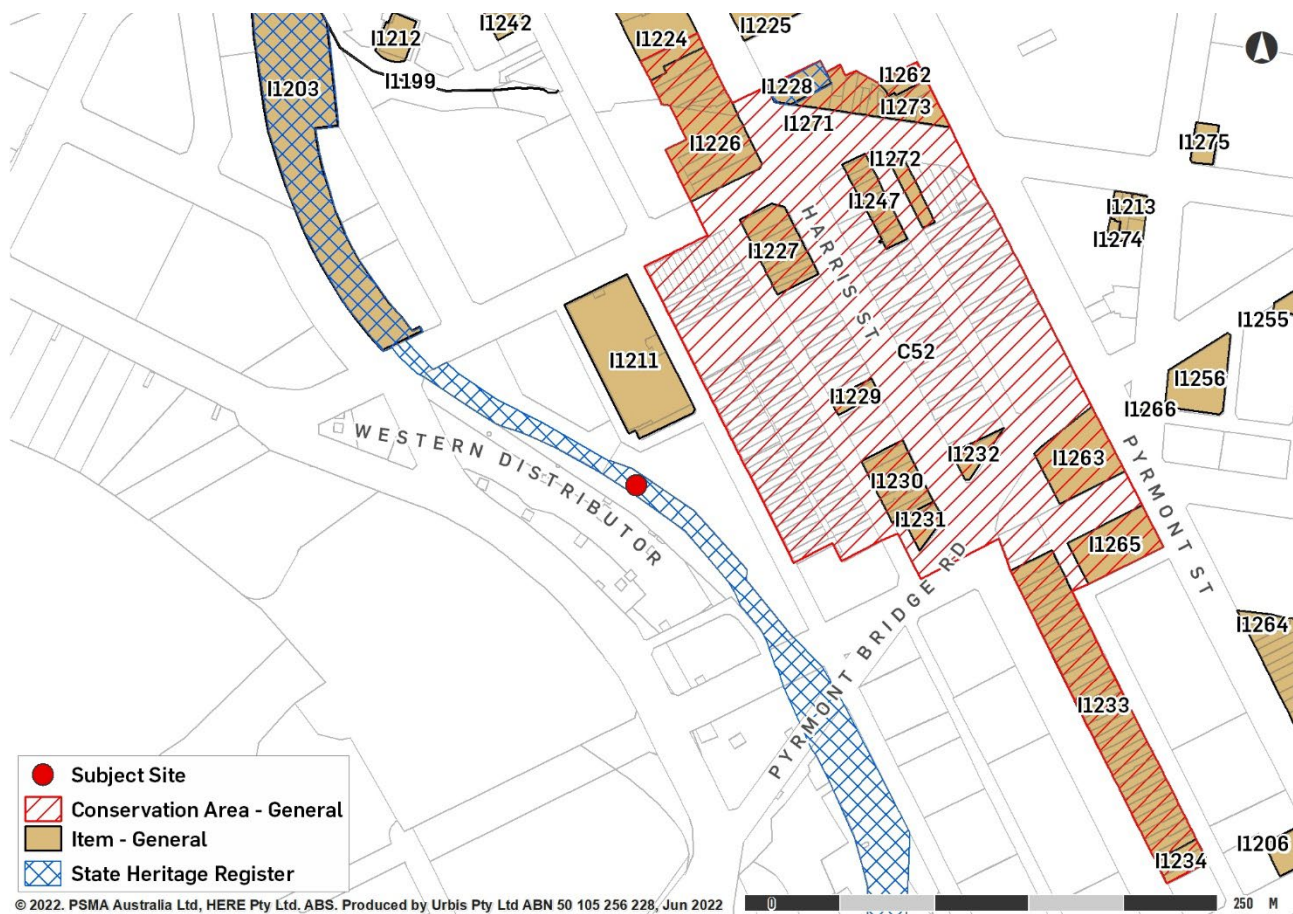 I1242
I1225
I1212
I1224
I1199
I1203
I1228
I1262
I1273
I1271
I1226
I1275
I1272
I1247
I1213
I1274
HARRIS ST
I1227
I1255
I1211
C52
I1256
I1229
I1266
WESTERN DISTRIBUTOR
I1232
I1263
PYRMONT ST
I1230
I1231
I1265
PYRMONT BRIDGE RD
I1264
I1233
I1206
I1234
Subject Site
Conservation Area - General
Item - General
State Heritage Register
© 2022. PSMA Australia Ltd, HERE Pty Ltd. ABS. Produced by Urbis Pty Ltd ABN 50 105 256 228, Jun 2022
0 250 M